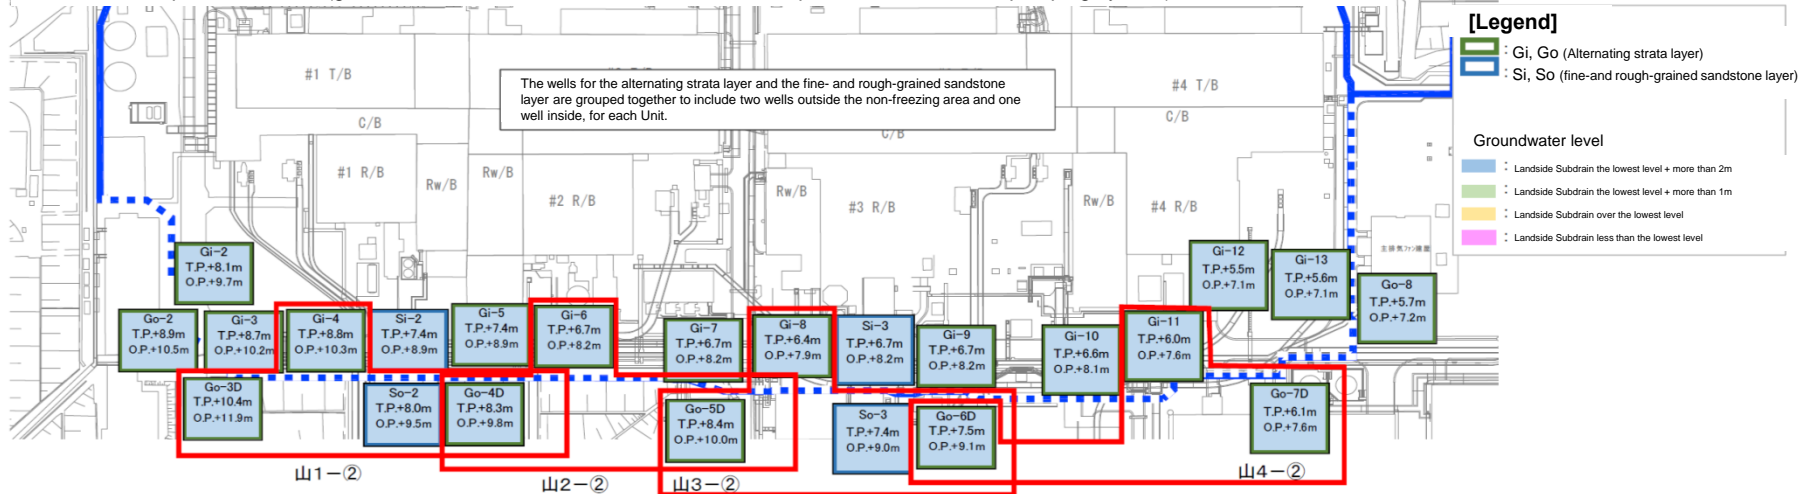 [Legend]
: Gi, Go (Alternating strata layer)
: Si, So (fine-and rough-grained sandstone layer)
Groundwater level
: Landside Subdrain the lowest level + more than 2m
: Landside Subdrain the lowest level + more than 1m
: Landside Subdrain over the lowest level
: Landside Subdrain less than the lowest level
#1 T/B
The wells for the alternating strata layer and the fine- and rough-grained sandstone
layer are grouped together to include two wells outside the non-freezing area and one
well inside, for each Unit.
#4 T/B
C/B
C/B
C/B
#1 R/B
Rw/B
Rw/B
#2 R/B
Rw/B
#3 R/B
Rw/B
#4 R/B
主排気ファン建屋
Gi-2
T.P.+8.1m
O.P.+9.7m
Gi-12
T.P.+5.5m
O.P.+7.1m
Gi-13
T.P.+5.6m
O.P.+7.1m
Go-8
T.P.+5.7m
O.P.+7.2m
Go-2
T.P.+8.9m
O.P.+10.5m
Gi-3
T.P.+8.7m
O.P.+10.2m
Gi-4
T.P.+8.8m
O.P.+10.3m
Si-2
T.P.+7.4m
O.P.+8.9m
Gi-5
T.P.+7.4m
O.P.+8.9m
Gi-6
T.P.+6.7m
O.P.+8.2m
Gi-7
T.P.+6.7m
O.P.+8.2m
Gi-8
T.P.+6.4m
O.P.+7.9m
Si-3
T.P.+6.7m
O.P.+8.2m
Gi-9
T.P.+6.7m
O.P.+8.2m
Gi-10
T.P.+6.6m
O.P.+8.1m
Gi-11
T.P.+6.0m
O.P.+7.6m
Go-3D
T.P.+10.4m
O.P.+11.9m
So-2
T.P.+8.0m
O.P.+9.5m
Go-4D
T.P.+8.3m
O.P.+9.8m
Go-5D
T.P.+8.4m
O.P.+10.0m
So-3
T.P.+7.4m
O.P.+9.0m
Go-6D
T.P.+7.5m
O.P.+9.1m
Go-7D
T.P.+6.1m
O.P.+7.6m
山1-②
山2-②
山3-②
山4-②